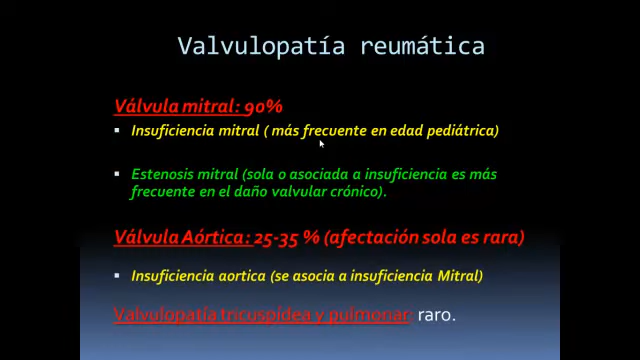 Valvulopatía reumática
Válvula mitral: 90%
▪ Insuficiencia mitral ( más frecuente en edad pediátrica)
▪ Estenosis mitral (sola o asociada a insuficiencia es más
frecuente en el daño valvular crónico).
Válvula Aórtica: 25-35 % (afectación sola es rara)
▪ Insuficiencia aortica (se asocia a insuficiencia Mitral)
Valvulopatía tricuspídea y pulmonar: raro.